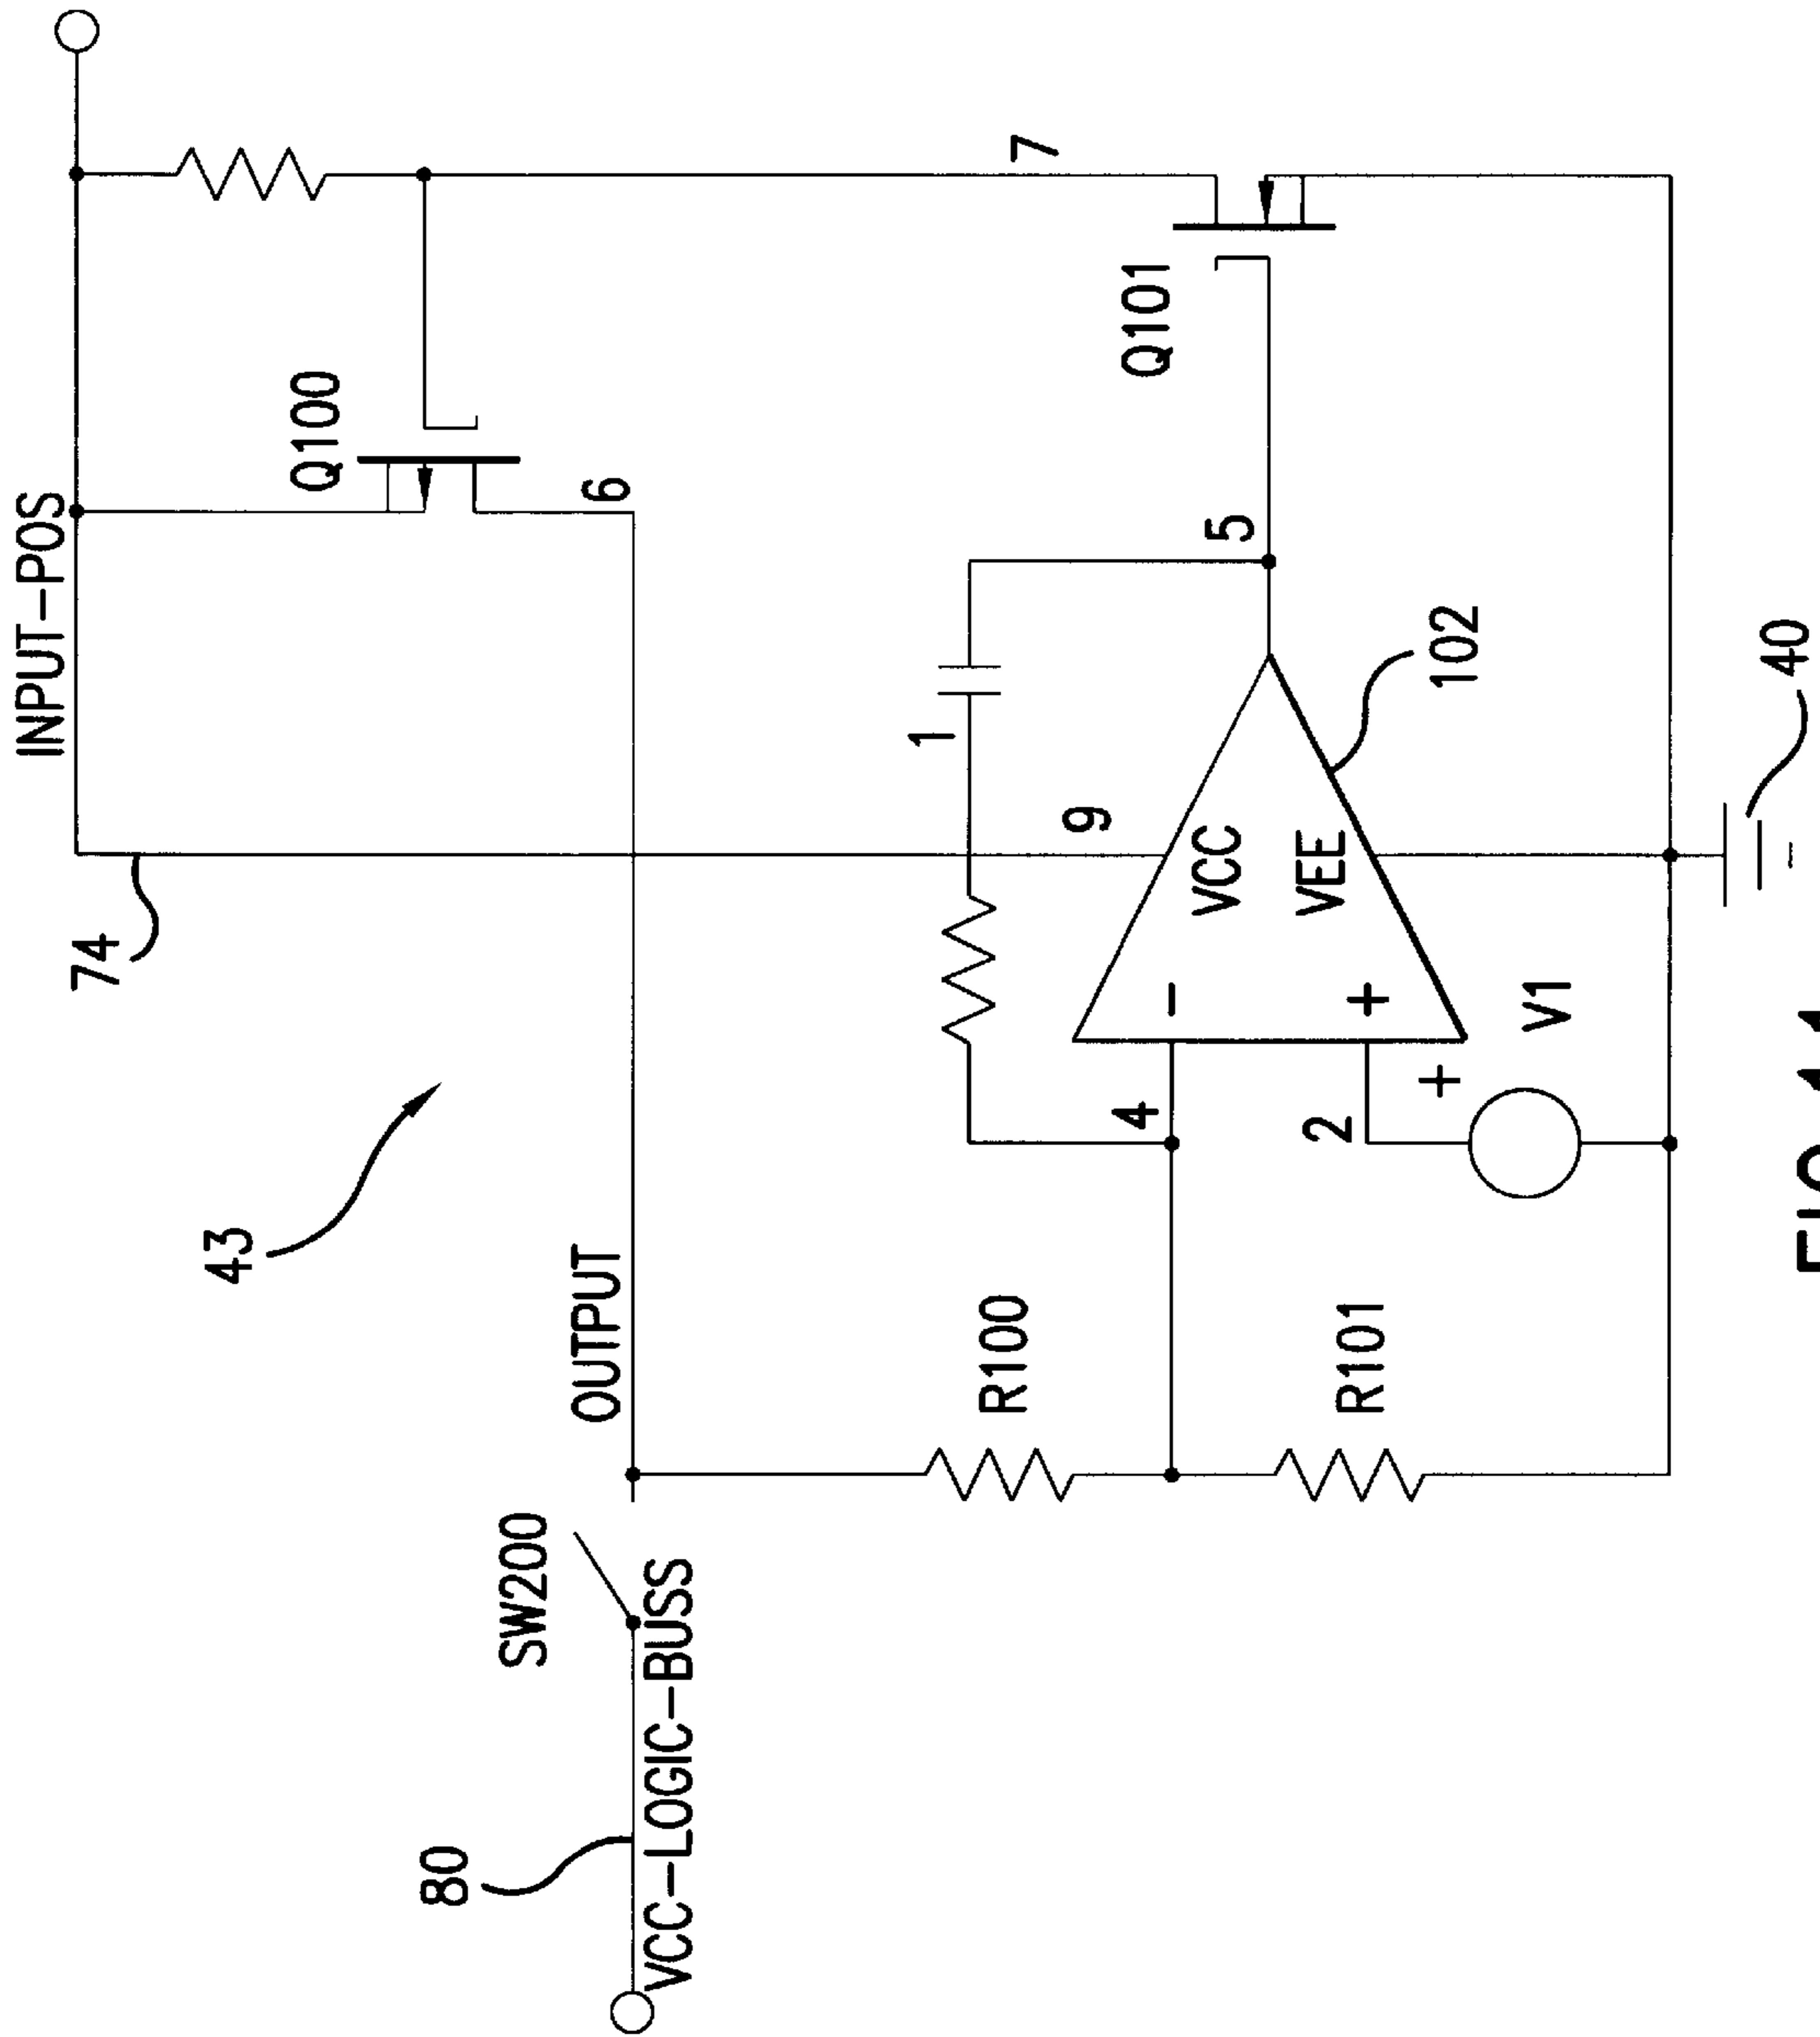 INPUT-POS
74
43
Q100
6
7
80
SW200
VCC-LOGIC-BUSS
OUTPUT
1
9
5
Q101
R100
4
-
VCC
R101
2
+
VEE
102
+
V1
40